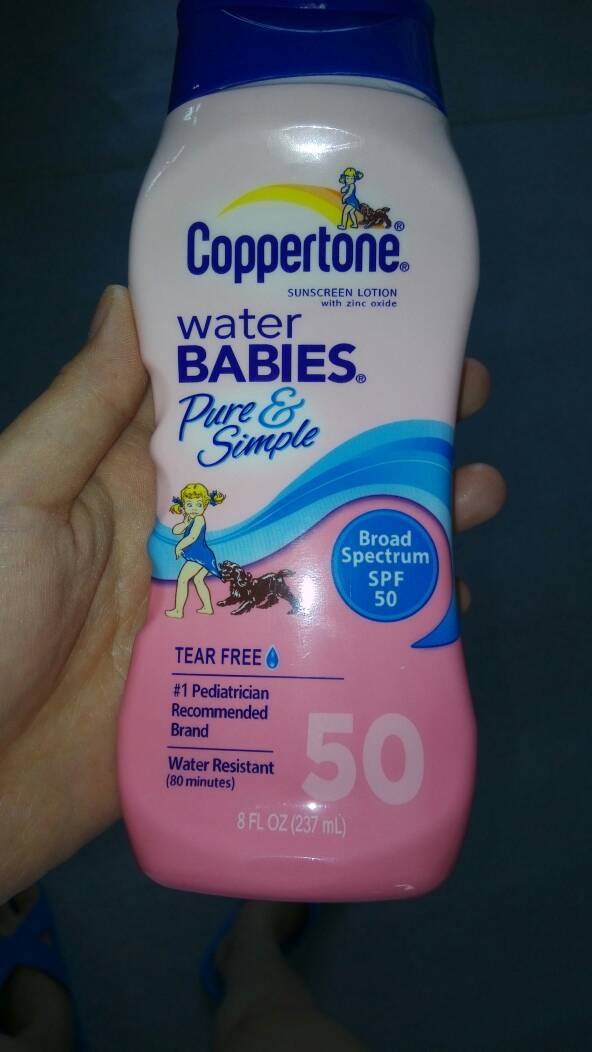 Coppertone®
SUNSCREEN LOTION
with zinc oxide
water
BABIES®
Pure &
Simple
Broad
Spectrum
SPF
50
TEAR FREE
#1 Pediatrician
Recommended
Brand
Water Resistant
(80 minutes)
50
8 FL OZ (237 mL)